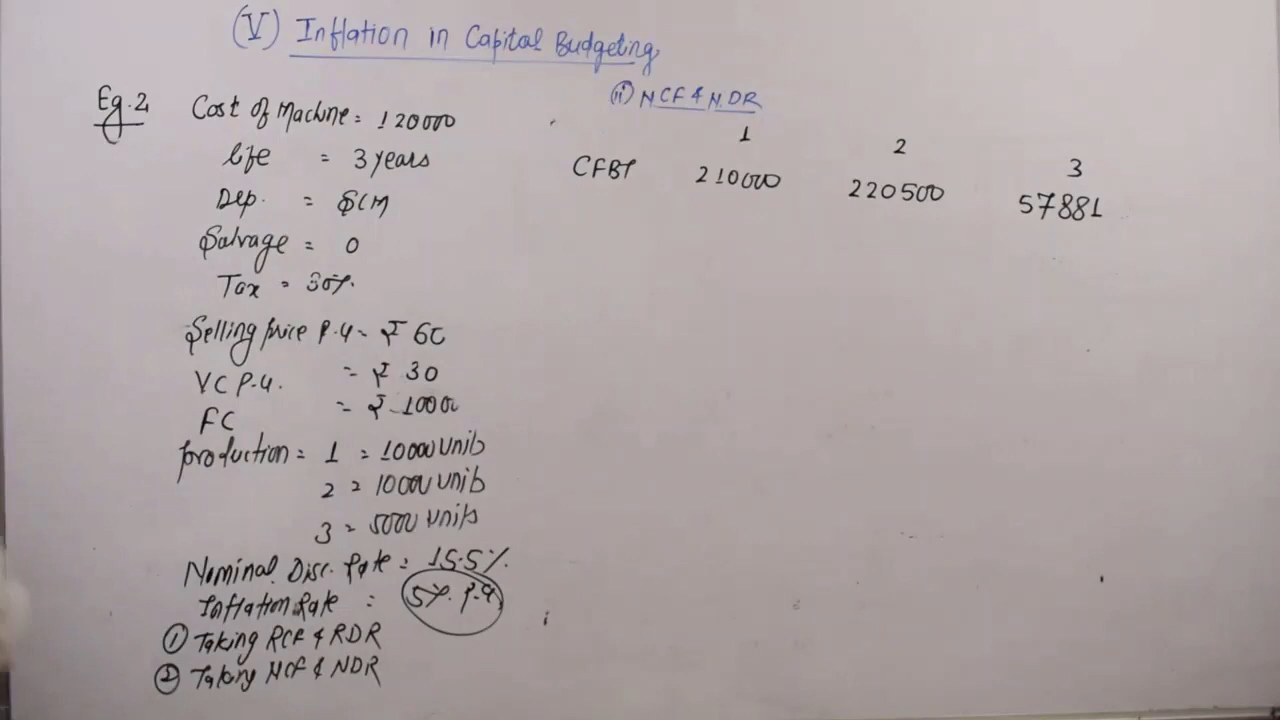 (V) Inflation in Capital Budgeting
(ii) NCF & N.DR
Eg.2 Cost of Machine = 120000
life = 3 years
Dep. = SLM
Salvage = 0
Tax = 30%.
Selling price P.u = ₹ 60
VC P.u. = ₹ 30
FC = ₹ 10000
production = 1 = 10000 Units
2 = 10000 Units
3 = 5000 Units
Nominal Disc. Rate = 15.5%.
Inflation Rate : 5%. P.a
① Taking RCF & RDR
② Taking NCF & NDR
1 2 3
CFBT 210000 220500 57881